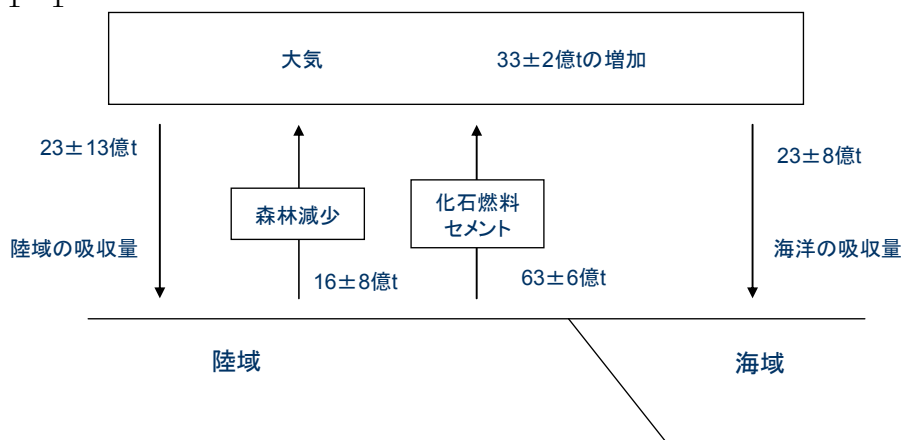 大気 33±2億tの増加
23±13億t
23±8億t
森林減少
化石燃料
セメント
陸域の吸収量
海洋の吸収量
16±8億t
63±6億t
陸域
海域